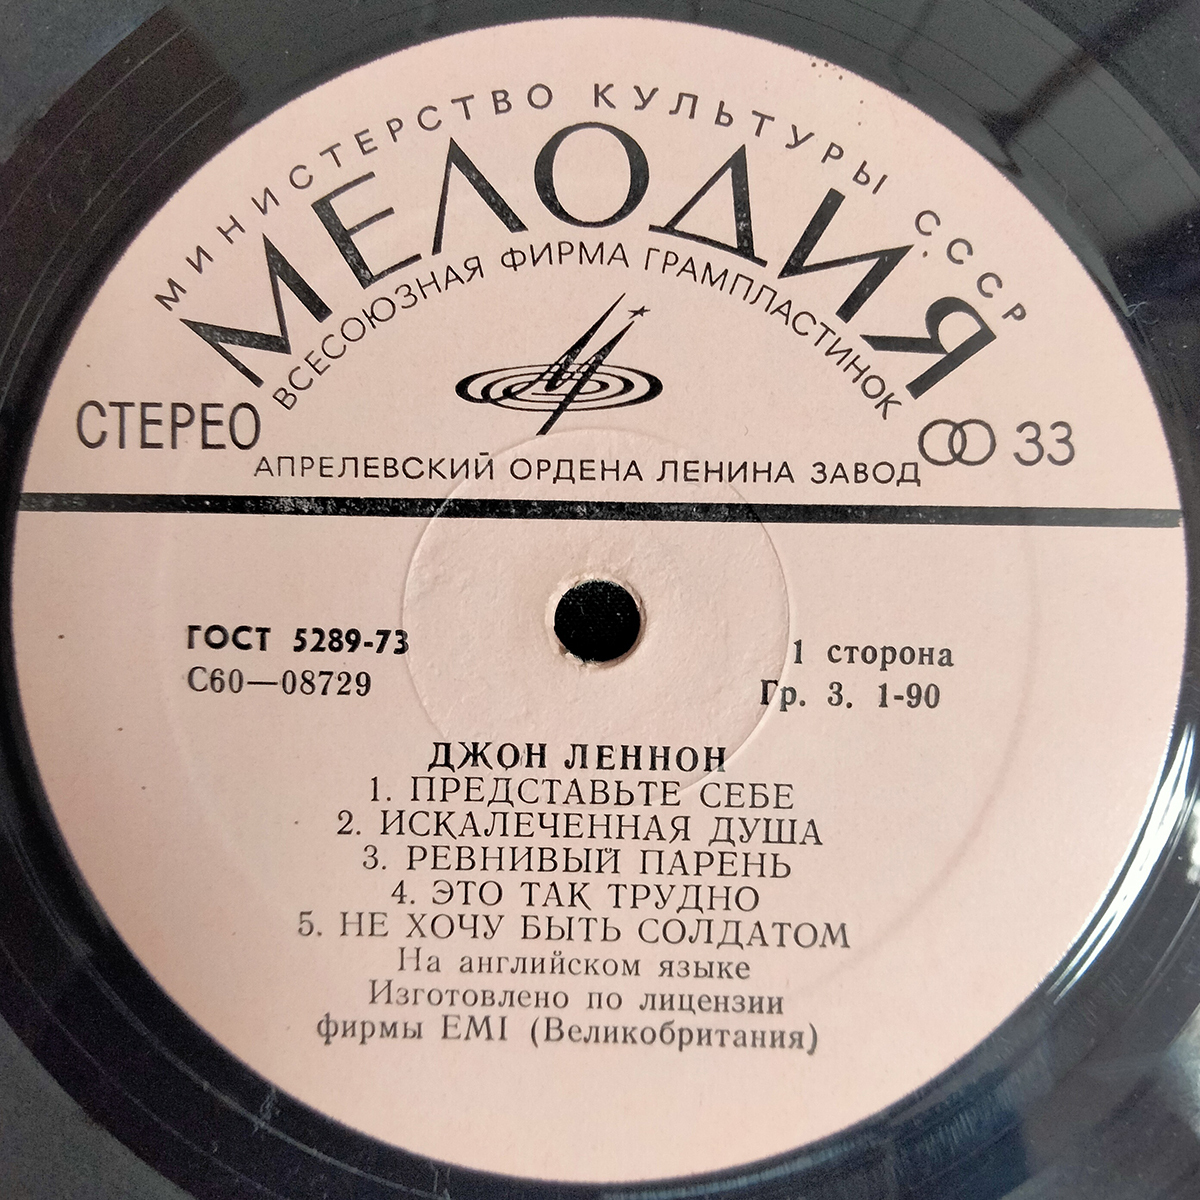 МИНИСТЕРСТВО КУЛЬТУРЫ СССР
МЕЛОДИЯ
ВСЕСОЮЗНАЯ ФИРМА ГРАМПЛАСТИНОК
СТЕРЕО
33
АПРЕЛЕВСКИЙ ОРДЕНА ЛЕНИНА ЗАВОД
ГОСТ 5289-73
С60—08729
1 сторона
Гр. 3. 1-90
ДЖОН ЛЕННОН
1. ПРЕДСТАВЬТЕ СЕБЕ
2. ИСКАЛЕЧЕННАЯ ДУША
3. РЕВНИВЫЙ ПАРЕНЬ
4. ЭТО ТАК ТРУДНО
5. НЕ ХОЧУ БЫТЬ СОЛДАТОМ
На английском языке
Изготовлено по лицензии
фирмы EMI (Великобритания)